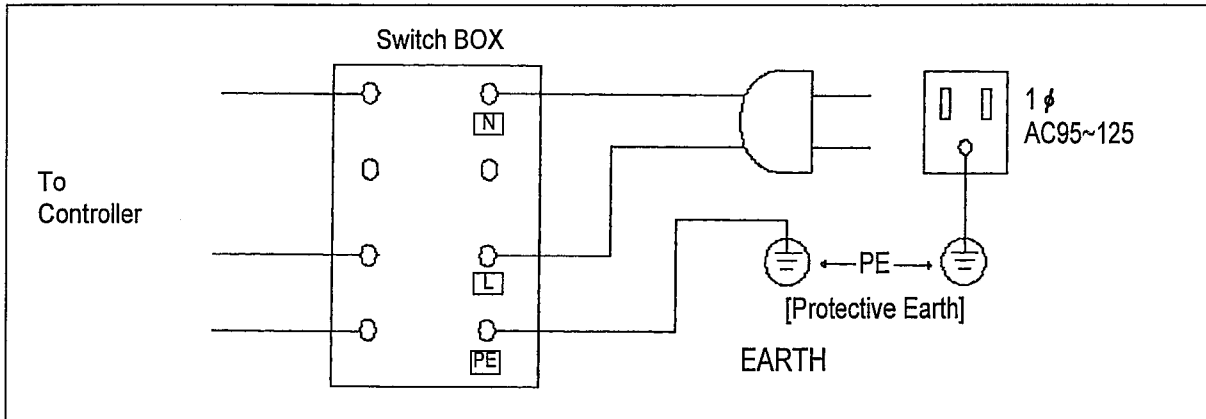 Switch BOX
N
1 ϕ
AC95~125
To
Controller
L
PE
[Protective Earth]
PE
EARTH